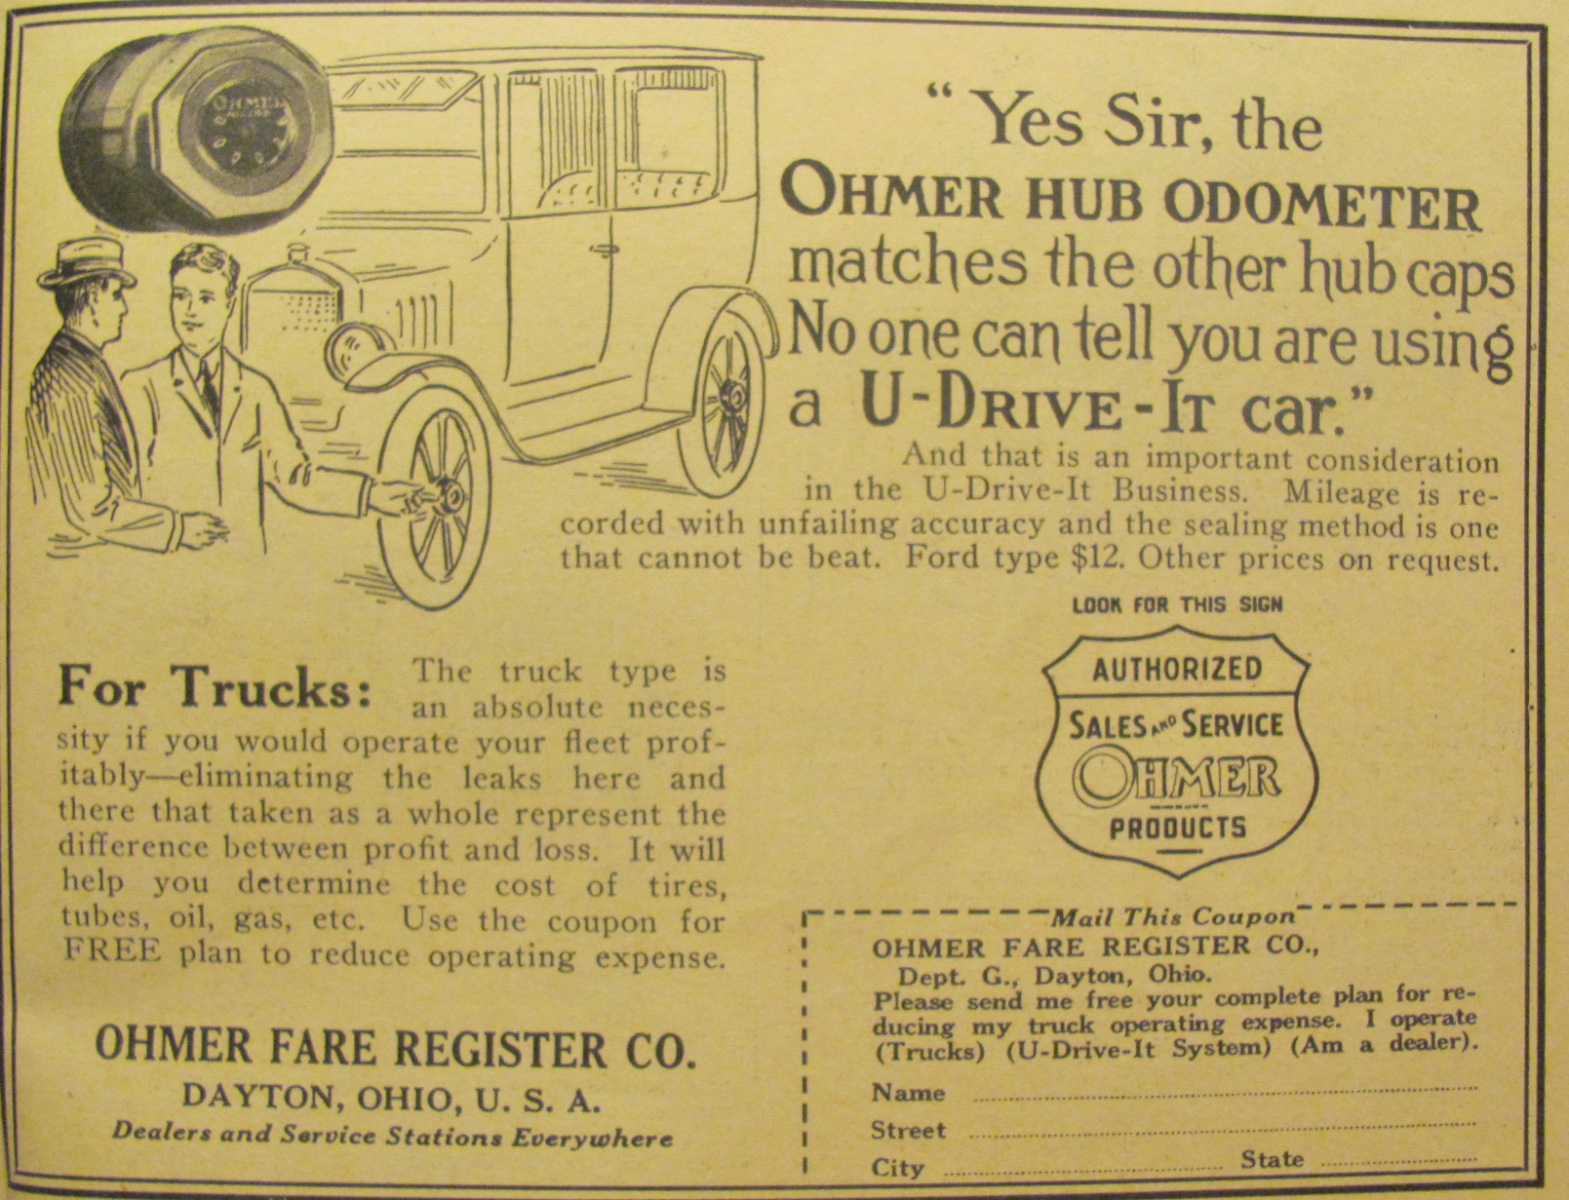 OHMER
"Yes Sir, the
OHMER HUB ODOMETER
matches the other hub caps
No one can tell you are using
a U-DRIVE-IT car."
And that is an important consideration
in the U-Drive-It Business. Mileage is re-
corded with unfailing accuracy and the sealing method is one
that cannot be beat. Ford type $12. Other prices on request.
For Trucks: The truck type is
an absolute neces-
sity if you would operate your fleet prof-
itably—eliminating the leaks here and
there that taken as a whole represent the
difference between profit and loss. It will
help you determine the cost of tires,
tubes, oil, gas, etc. Use the coupon for
FREE plan to reduce operating expense.
OHMER FARE REGISTER CO.
DAYTON, OHIO, U. S. A.
Dealers and Service Stations Everywhere
LOOK FOR THIS SIGN
AUTHORIZED
SALES AND SERVICE
OHMER
PRODUCTS
Mail This Coupon
OHMER FARE REGISTER CO.,
Dept. G., Dayton, Ohio.
Please send me free your complete plan for re-
ducing my truck operating expense. I operate
(Trucks) (U-Drive-It System) (Am a dealer).
Name
Street
City State